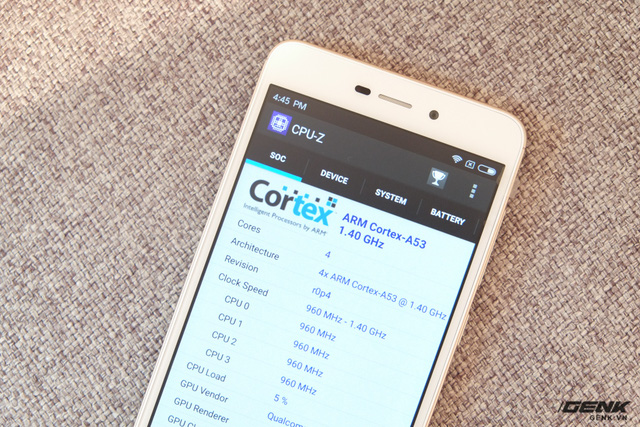 4:45 PM
CPU-Z
SOC
DEVICE
SYSTEM
BATTERY
Cortex
Intelligent Processors by ARM
ARM Cortex-A53
1.40 GHz
Cores 4
Architecture 4x ARM Cortex-A53 @ 1.40 GHz
Revision r0p4
Clock Speed 960 MHz - 1.40 GHz
CPU 0 960 MHz
CPU 1 960 MHz
CPU 2 960 MHz
CPU 3 960 MHz
CPU Load 5 %
GPU Vendor Qualcomm
GPU Renderer
GENK
GENK.VN